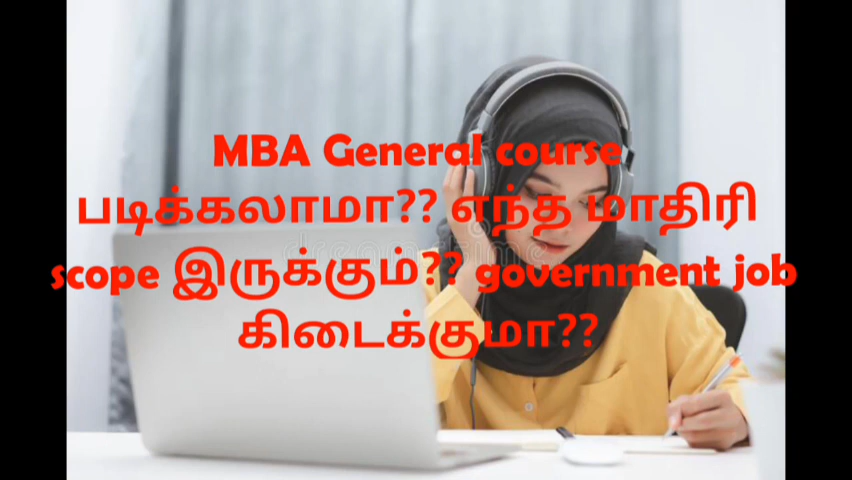 MBA General course
படிக்கலாமா?? எந்த மாதிரி
scope இருக்கும்?? government job
கிடைக்குமா??